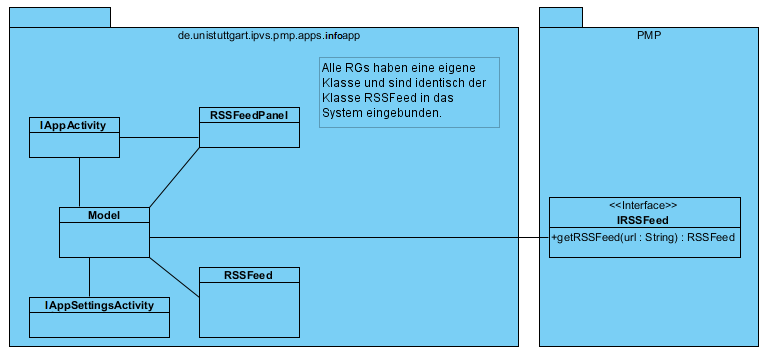 de.unistuttgart.ipvs.pmp.apps.infoapp
PMP
Alle RGs haben eine eigene
Klasse und sind identisch der
Klasse RSSFeed in das
System eingebunden.
IAppActivity
RSSFeedPanel
Model
<<Interface>>
IRSSFeed
+getRSSFeed(url : String) : RSSFeed
RSSFeed
IAppSettingsActivity